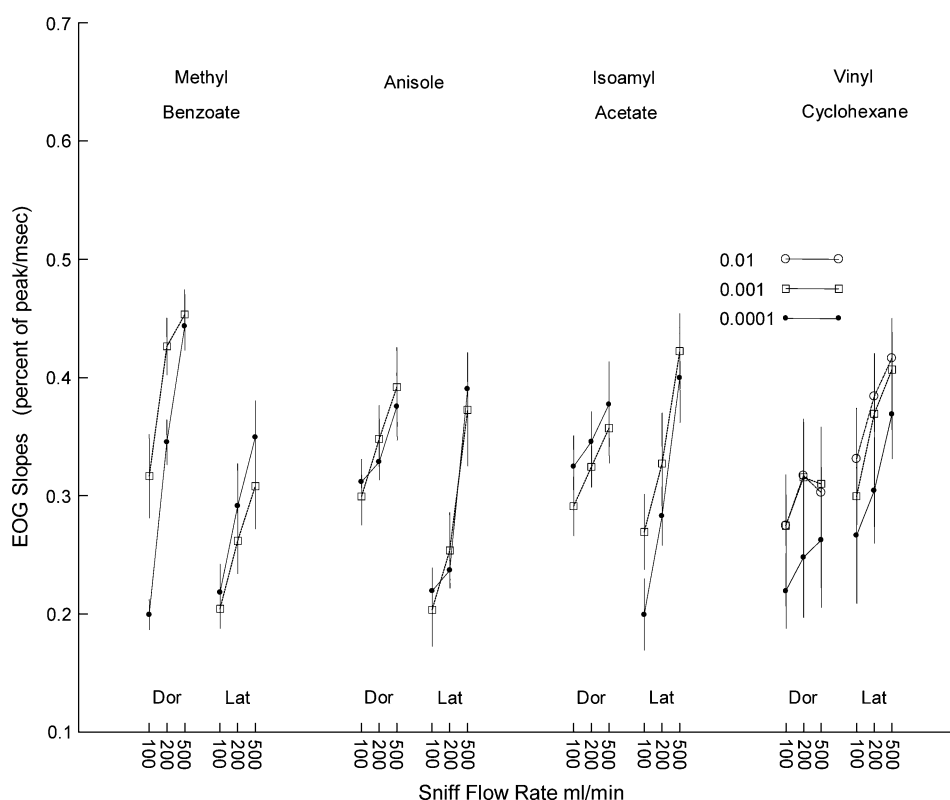 0.7
0.6
0.5
0.4
0.3
0.2
0.1
EOG Slopes (percent of peak/msec)
Methyl
Benzoate
Anisole
Isoamyl
Acetate
Vinyl
Cyclohexane
0.01
0.001
0.0001
Dor Lat Dor Lat Dor Lat Dor Lat
100 200 500 100 200 500 100 200 500 100 200 500 100 200 500 100 200 500 100 200 500 100 200 500
Sniff Flow Rate ml/min